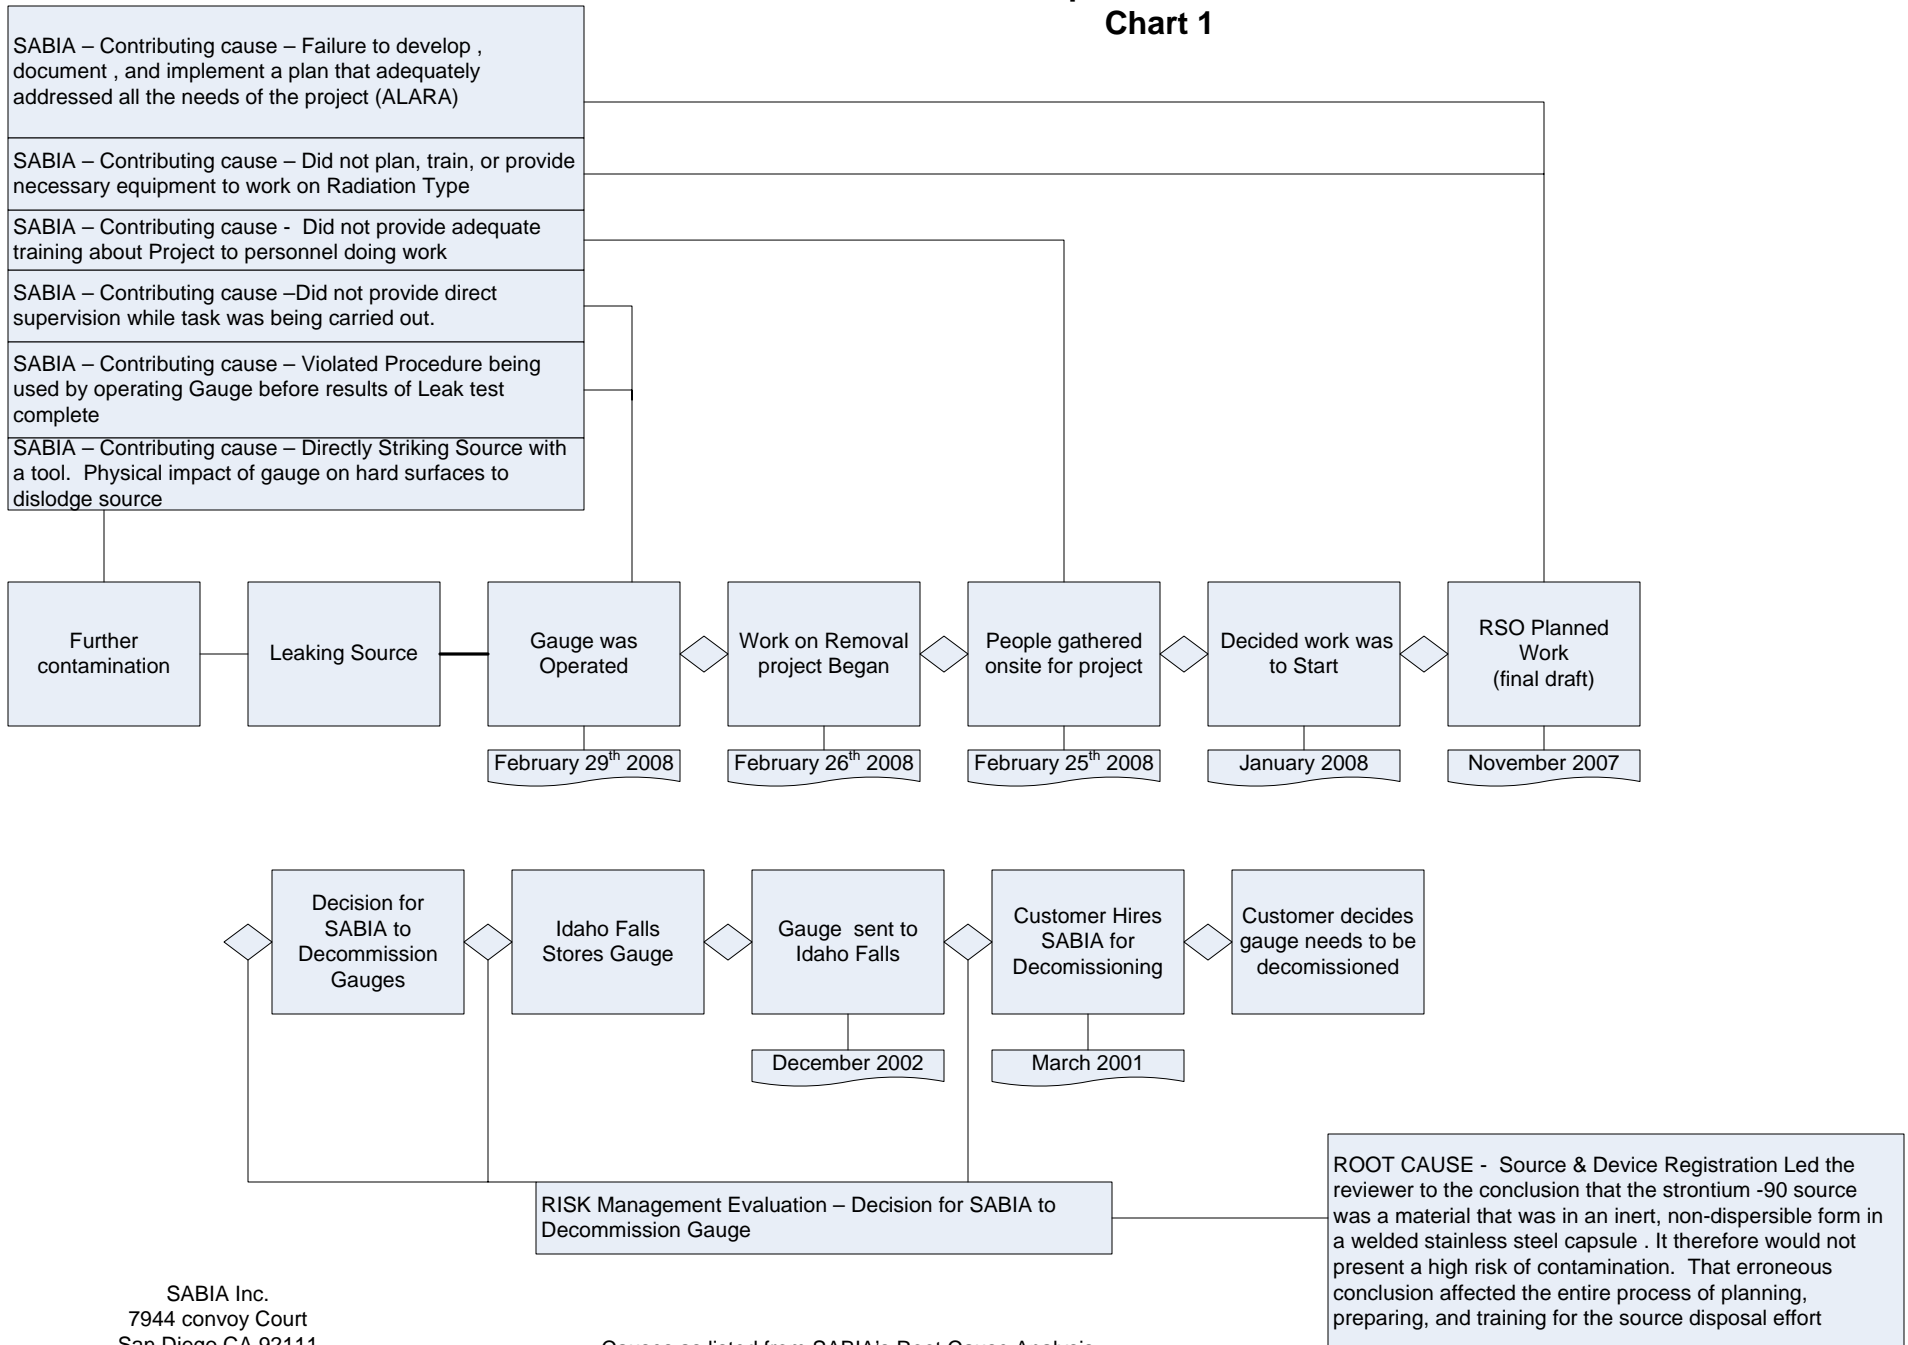 Chart 1
SABIA – Contributing cause – Failure to develop ,
document , and implement a plan that adequately
addressed all the needs of the project (ALARA)
SABIA – Contributing cause – Did not plan, train, or provide
necessary equipment to work on Radiation Type
SABIA – Contributing cause - Did not provide adequate
training about Project to personnel doing work
SABIA – Contributing cause –Did not provide direct
supervision while task was being carried out.
SABIA – Contributing cause – Violated Procedure being
used by operating Gauge before results of Leak test
complete
SABIA – Contributing cause – Directly Striking Source with
a tool. Physical impact of gauge on hard surfaces to
dislodge source
Further
contamination
Leaking Source
Gauge was
Operated
Work on Removal
project Began
People gathered
onsite for project
Decided work was
to Start
RSO Planned
Work
(final draft)
February 29th 2008
February 26th 2008
February 25th 2008
January 2008
November 2007
Decision for
SABIA to
Decommission
Gauges
Idaho Falls
Stores Gauge
Gauge sent to
Idaho Falls
Customer Hires
SABIA for
Decomissioning
Customer decides
gauge needs to be
decomissioned
December 2002
March 2001
RISK Management Evaluation – Decision for SABIA to
Decommission Gauge
ROOT CAUSE - Source & Device Registration Led the
reviewer to the conclusion that the strontium -90 source
was a material that was in an inert, non-dispersible form in
a welded stainless steel capsule . It therefore would not
present a high risk of contamination. That erroneous
conclusion affected the entire process of planning,
preparing, and training for the source disposal effort
SABIA Inc.
7944 convoy Court
San Diego CA 92111
Causes as listed from SABIA's Root Cause Analysis